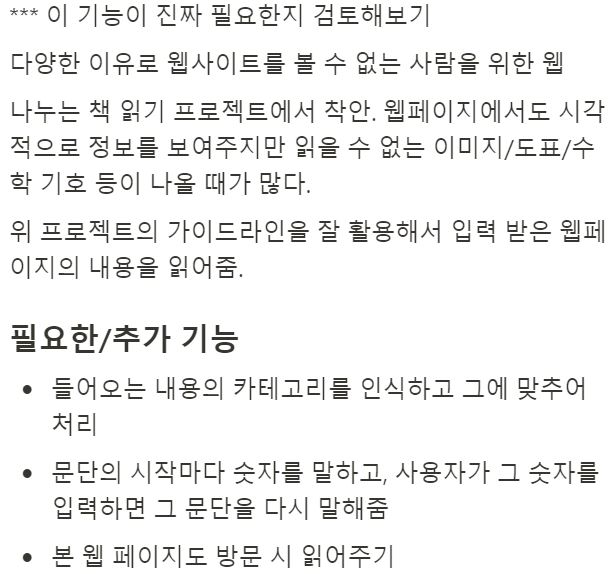 *** 이 기능이 진짜 필요한지 검토해보기
다양한 이유로 웹사이트를 볼 수 없는 사람을 위한 웹
나누는 책 읽기 프로젝트에서 착안. 웹페이지에서도 시각
적으로 정보를 보여주지만 읽을 수 없는 이미지/도표/수
학 기호 등이 나올 때가 많다.
위 프로젝트의 가이드라인을 잘 활용해서 입력 받은 웹페
이지의 내용을 읽어줌.
필요한/추가 기능
• 들어오는 내용의 카테고리를 인식하고 그에 맞추어
처리
• 문단의 시작마다 숫자를 말하고, 사용자가 그 숫자를
입력하면 그 문단을 다시 말해줌
• 본 웹 페이지도 방문 시 읽어주기